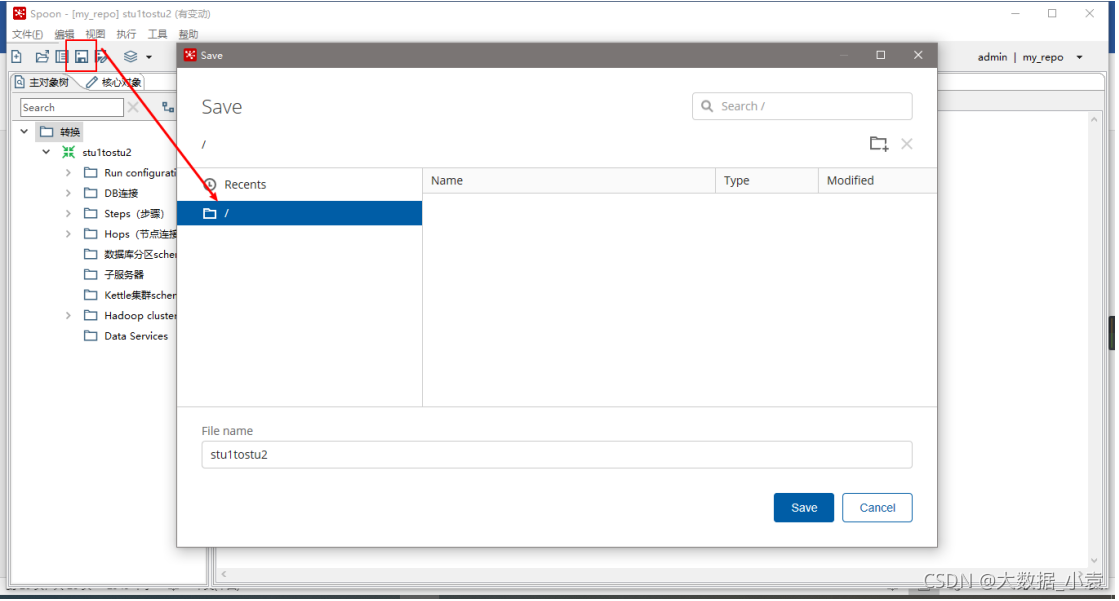 Spoon - [my_repo] stu1tostu2 (有变动)
文件(F) 编辑 视图 执行 工具 帮助
Save
admin | my_repo
主对象树 核心对象
Search
转换
stu1tostu2
Run configurati
DB连接
Steps（步骤）
Hops（节点连接
数据库分区schem
子服务器
Kettle集群schem
Hadoop cluster
Data Services
Save
Search /
/
Recents
/
Name Type Modified
File name
stu1tostu2
Save Cancel
CSDN @大数据_小袁